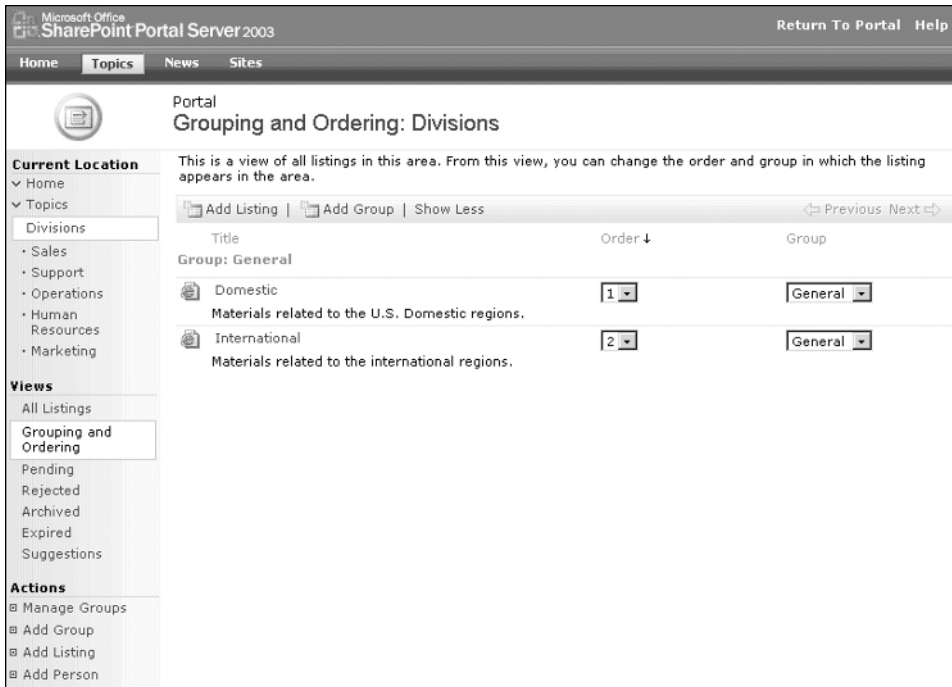 Microsoft Office
SharePoint Portal Server 2003
Return To Portal Help
Home Topics News Sites
Portal
Grouping and Ordering: Divisions
This is a view of all listings in this area. From this view, you can change the order and group in which the listing
appears in the area.
Current Location
Home
Topics
Divisions
Sales
Support
Operations
Human
Resources
Marketing
Views
All Listings
Grouping and
Ordering
Pending
Rejected
Archived
Expired
Suggestions
Actions
Manage Groups
Add Group
Add Listing
Add Person
Add Listing | Add Group | Show Less
Previous Next
Title Order Group
Group: General
Domestic 1 General
Materials related to the U.S. Domestic regions.
International 2 General
Materials related to the international regions.